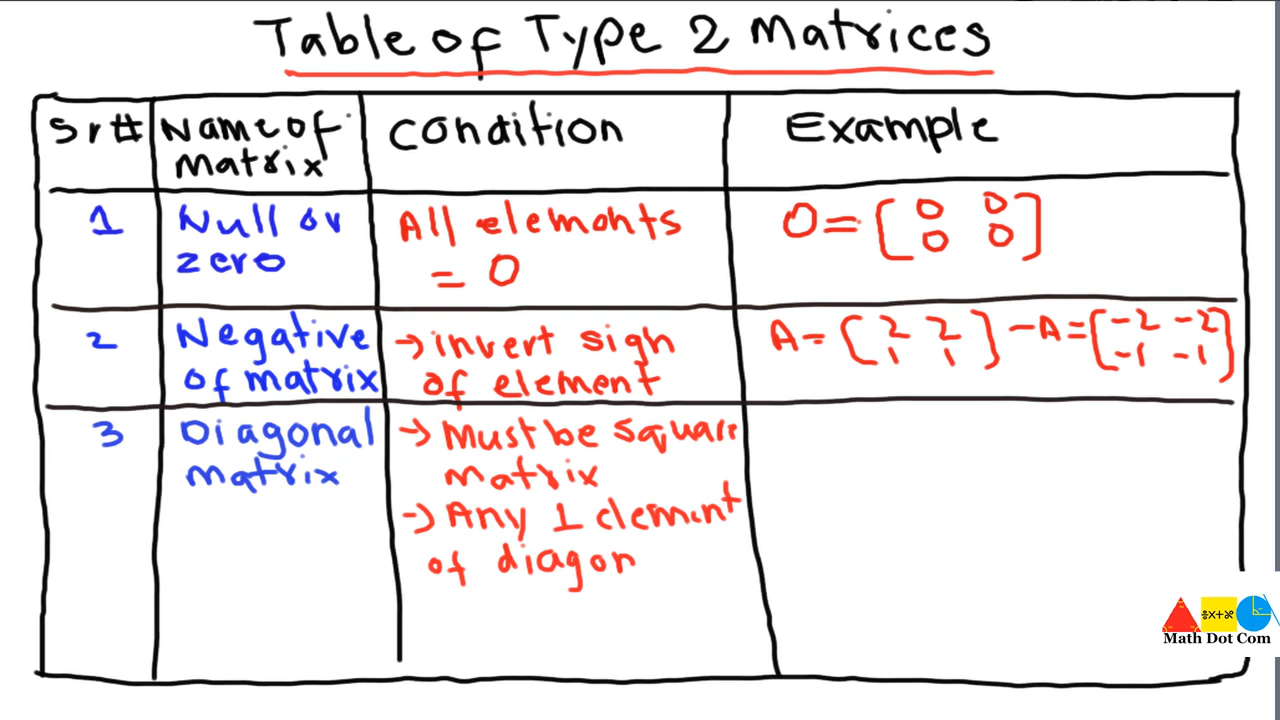 Table of Type 2 Matrices
Sr# Name of Matrix Condition Example
1 Null or zero All elements = 0 O = [0 0
0 0]
2 Negative of matrix → invert sign of element A = [2 2
1 1] -A = [-2 -2
-1 -1]
3 Diagonal matrix → Must be square matrix
→ Any 1 element of diagon
÷x+
Math Dot Com